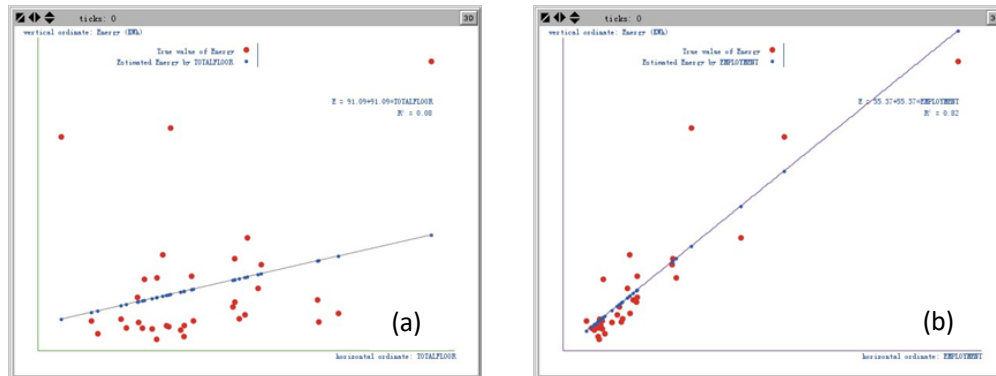 ticks: 0
3D
vertical ordinate: Energy (KWh)
True value of Energy
Estimated Energy by TOTALFLOOR
E = 91.09+91.09*TOTALFLOOR
R² = 0.08
(a)
horizontal ordinate: TOTALFLOOR
ticks: 0
3D
vertical ordinate: Energy (KWh)
True value of Energy
Estimated Energy by EMPLOYMENT
E = 55.37+55.37*EMPLOYMENT
R² = 0.82
(b)
horizontal ordinate: EMPLOYMENT